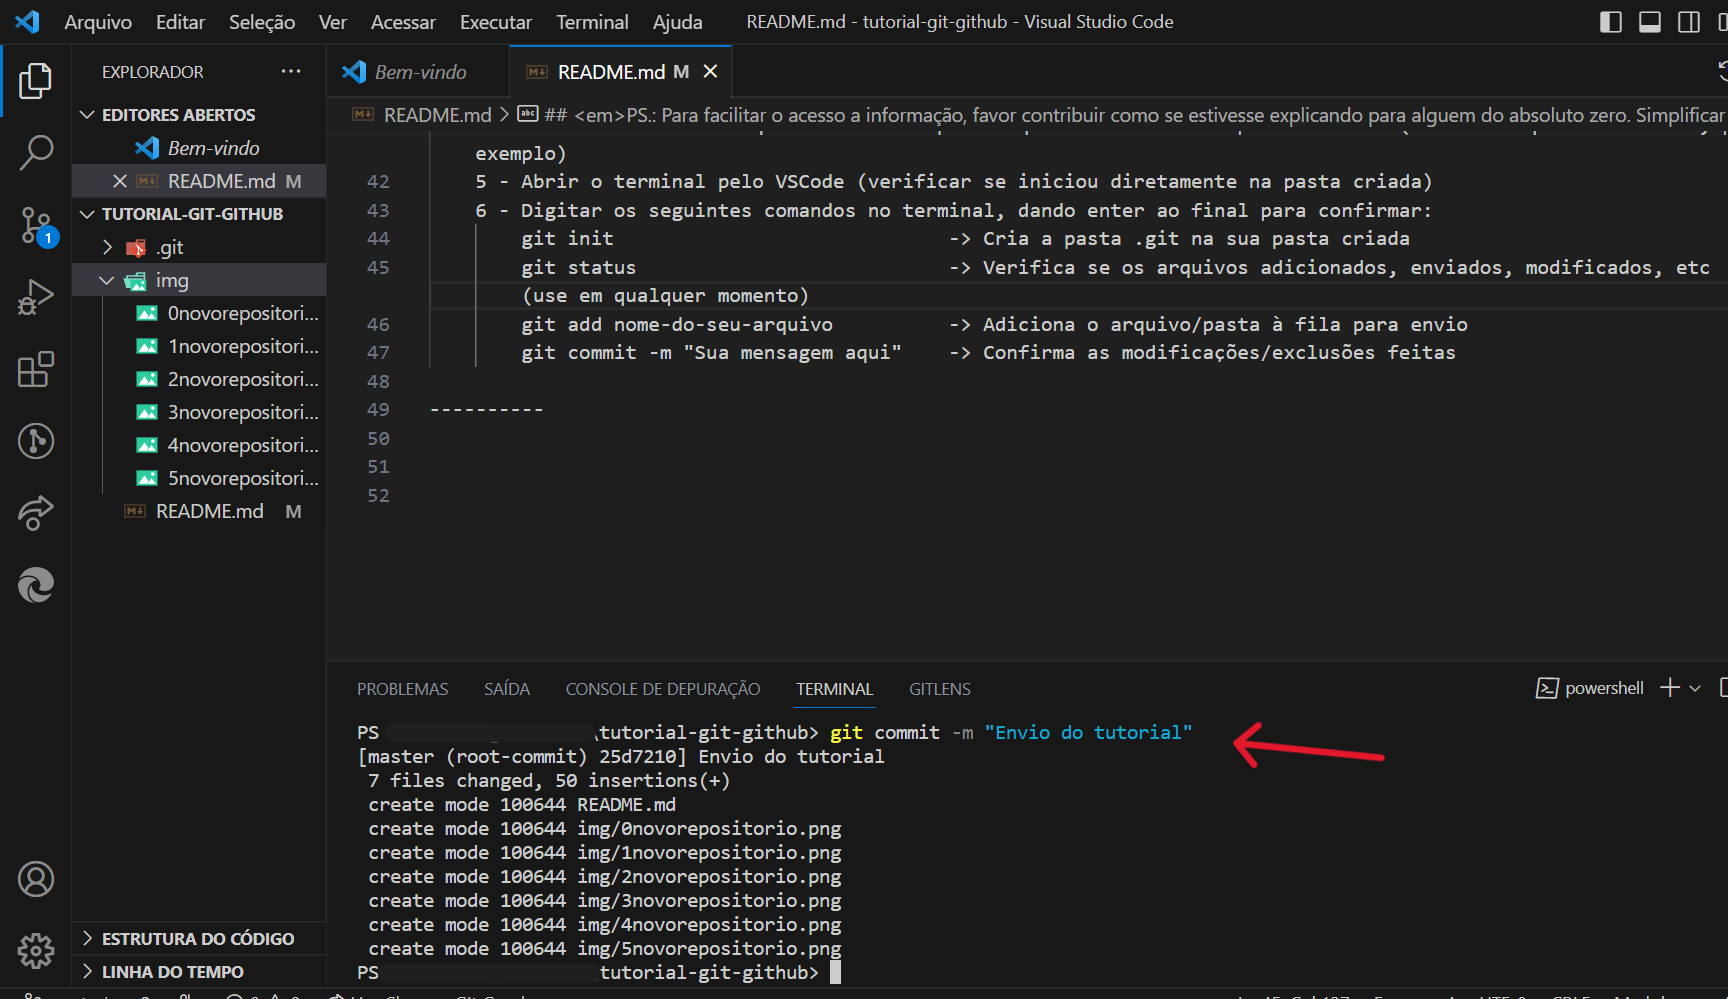 Arquivo Editar Seleção Ver Acessar Executar Terminal Ajuda README.md - tutorial-git-github - Visual Studio Code
EXPLORADOR ···
Bem-vindo
README.md M
EDITORES ABERTOS
Bem-vindo
README.md M
TUTORIAL-GIT-GITHUB
.git
img
0novorepositori...
1novorepositori...
2novorepositori...
3novorepositori...
4novorepositori...
5novorepositori...
README.md M
ESTRUTURA DO CÓDIGO
LINHA DO TEMPO
1
README.md > abc ## <em>PS.: Para facilitar o acesso a informação, favor contribuir como se estivesse explicando para alguem do absoluto zero. Simplificar
exemplo)
42 5 - Abrir o terminal pelo VSCode (verificar se iniciou diretamente na pasta criada)
43 6 - Digitar os seguintes comandos no terminal, dando enter ao final para confirmar:
44 git init -> Cria a pasta .git na sua pasta criada
45 git status -> Verifica se os arquivos adicionados, enviados, modificados, etc
(use em qualquer momento)
46 git add nome-do-seu-arquivo -> Adiciona o arquivo/pasta à fila para envio
47 git commit -m "Sua mensagem aqui" -> Confirma as modificações/exclusões feitas
48
49 ----------
50
51
52
PROBLEMAS SAÍDA CONSOLE DE DEPURAÇÃO TERMINAL GITLENS powershell
PS \tutorial-git-github> git commit -m "Envio do tutorial"
[master (root-commit) 25d7210] Envio do tutorial
7 files changed, 50 insertions(+)
create mode 100644 README.md
create mode 100644 img/0novorepositorio.png
create mode 100644 img/1novorepositorio.png
create mode 100644 img/2novorepositorio.png
create mode 100644 img/3novorepositorio.png
create mode 100644 img/4novorepositorio.png
create mode 100644 img/5novorepositorio.png
PS tutorial-git-github>